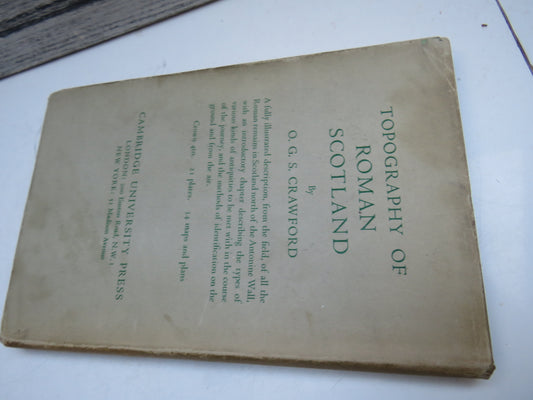 TOPOGRAPHY OF
ROMAN
SCOTLAND
By
O. G. S. CRAWFORD
A fully illustrated description, from the field, of all the
Roman remains in Scotland north of the Antonine Wall,
with an introductory chapter describing the types of
various kinds of antiquities to be met with in the course
of the journey, and the methods of identification on the
ground and from the air.
Crown 4to. 21 plates. 14 maps and plans
CAMBRIDGE UNIVERSITY PRESS
LONDON: 200 Euston Road, N.W. 1
NEW YORK: 51 Madison Avenue